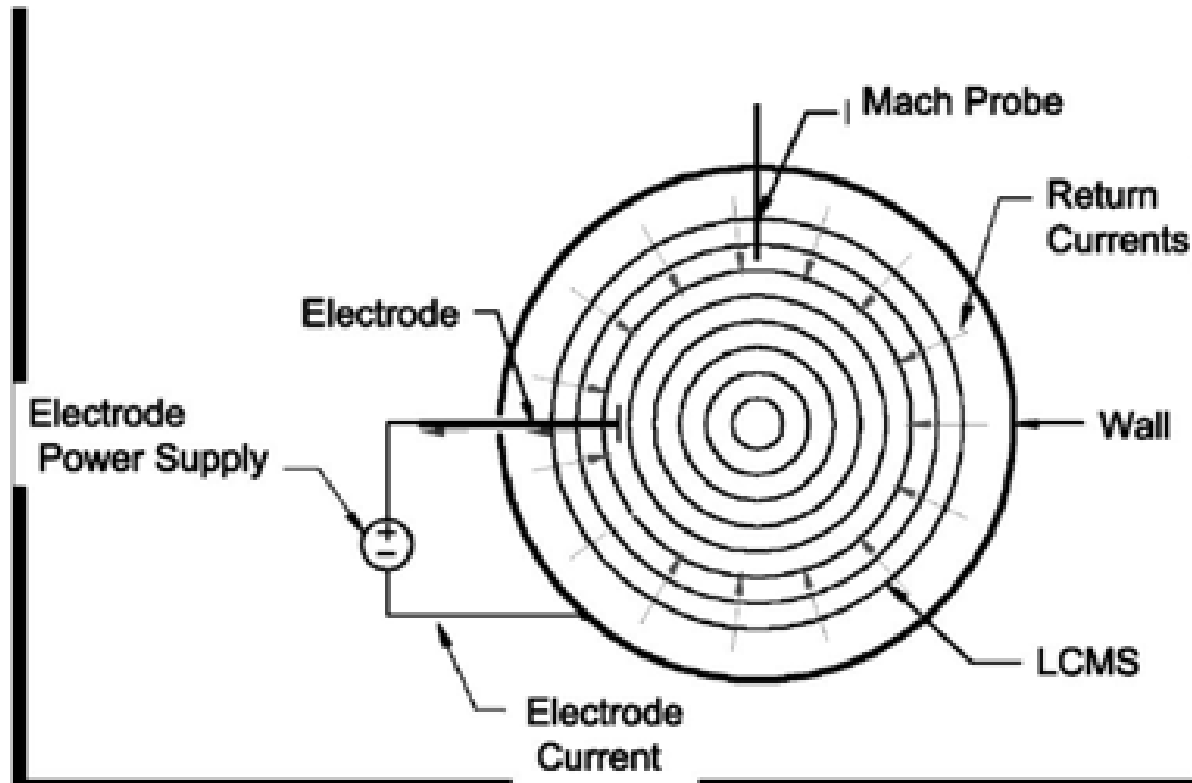 Mach Probe
Return
Currents
Electrode
Electrode
Power Supply
Wall
+
−
LCMS
Electrode
Current